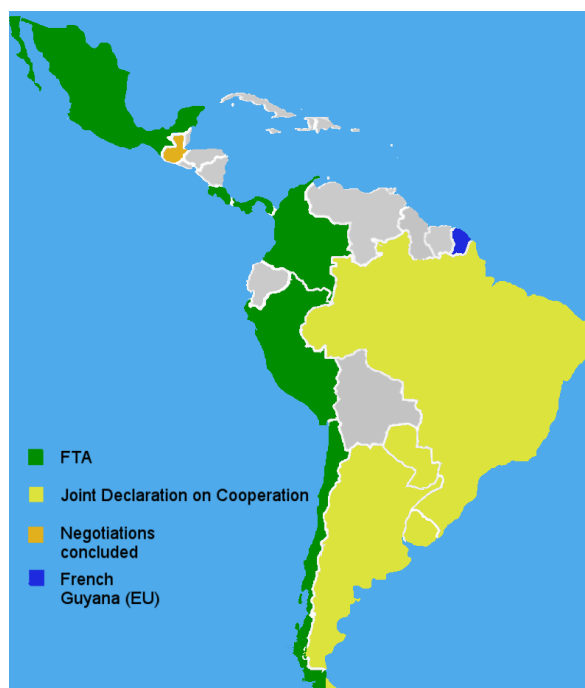 FTA
Joint Declaration on Cooperation
Negotiations
concluded
French
Guyana (EU)